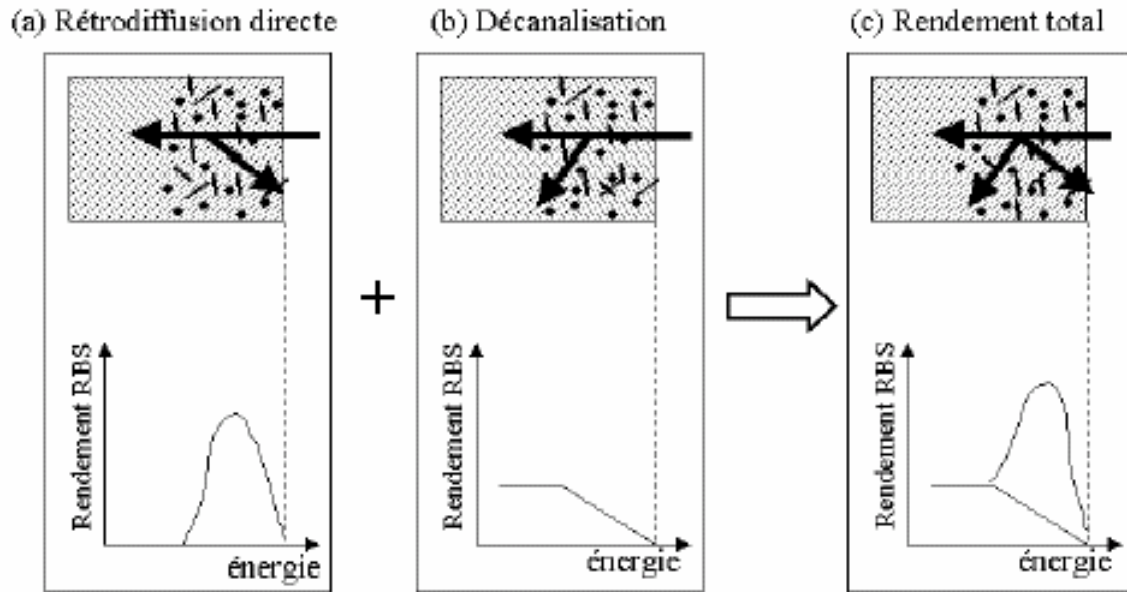 (a) Rétrodiffusion directe
(b) Décanalisation
(c) Rendement total
+
Rendement RBS
énergie
Rendement RBS
énergie
Rendement RBS
énergie